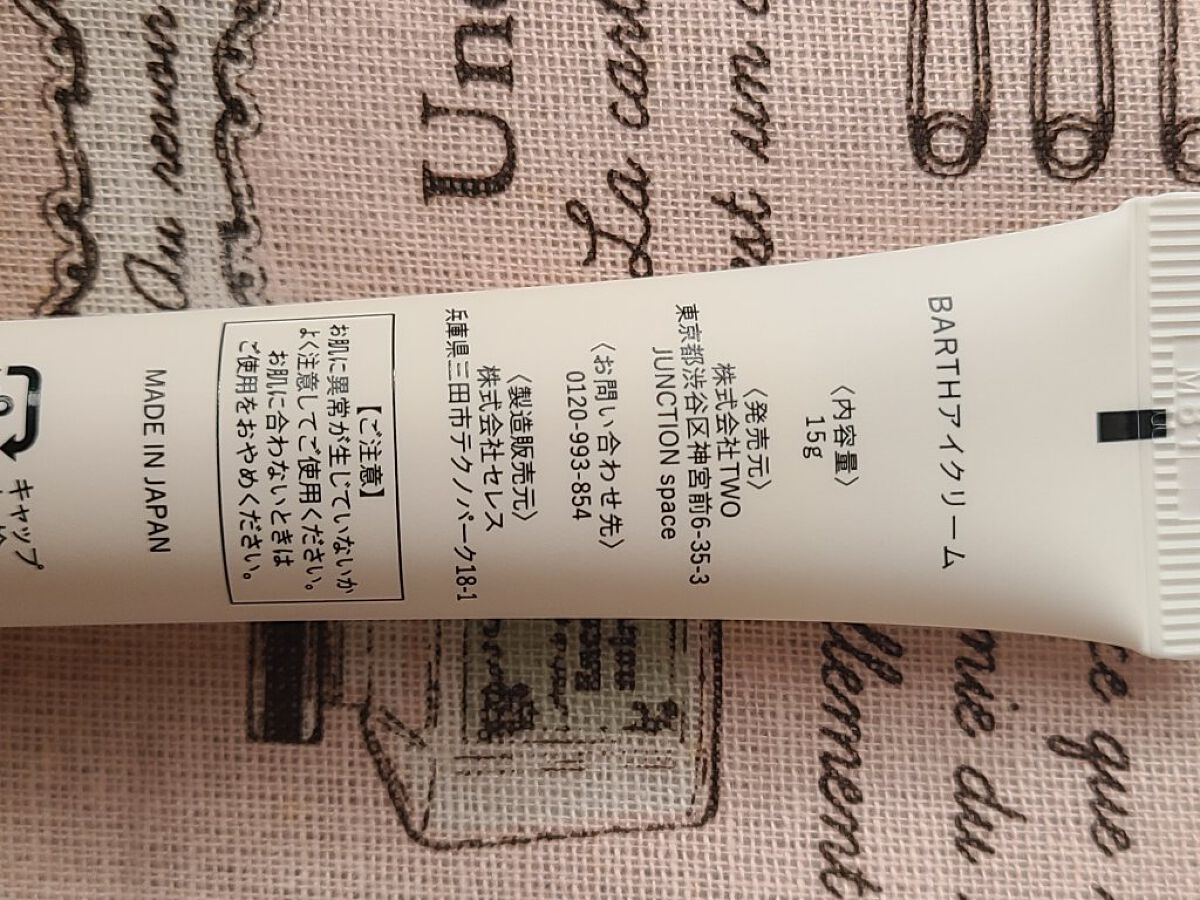 BARTHアイクリーム
〈内容量〉
15g
〈発売元〉
株式会社TWO
東京都渋谷区神宮前6-35-3
JUNCTION space
〈お問い合わせ先〉
0120-993-854
〈製造販売元〉
株式会社セレス
兵庫県三田市テクノパーク18-1
【ご注意】
お肌に異常が生じていないか
よく注意してご使用ください。
お肌に合わないときは
ご使用をおやめください。
MADE IN JAPAN
キャップ
Un
La
du
que
llement